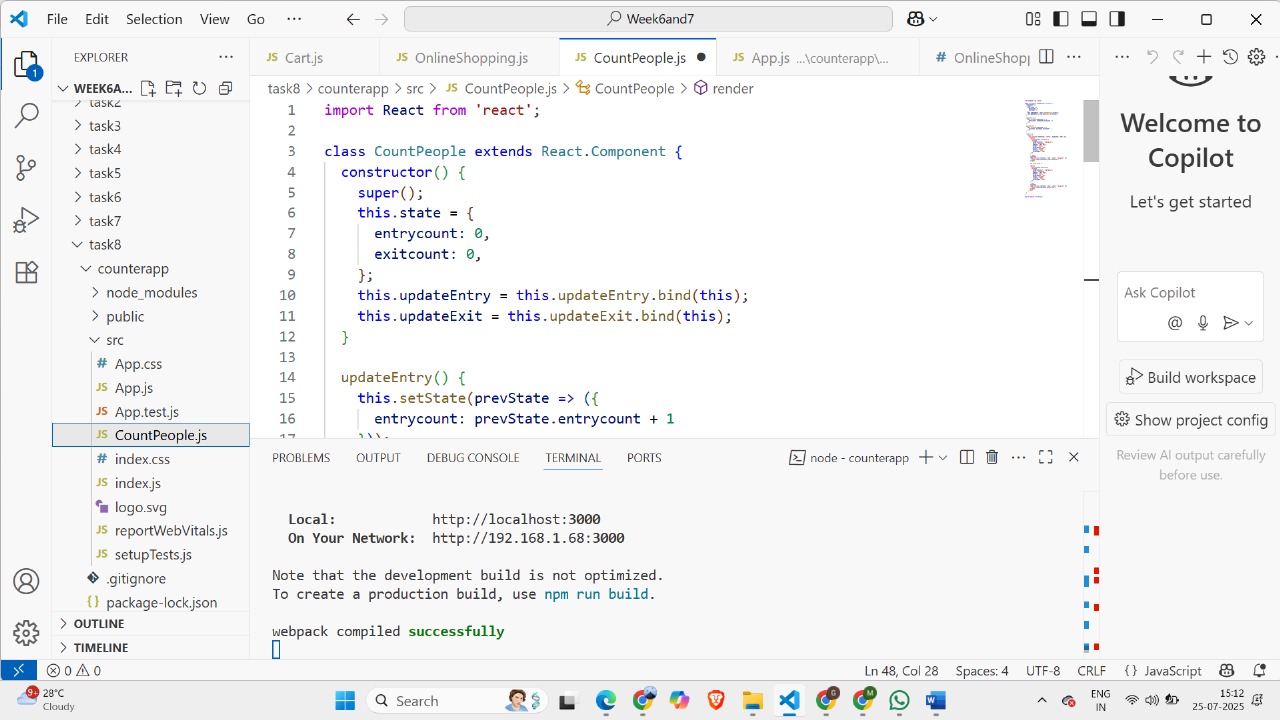 File Edit Selection View Go ··· Week6and7
EXPLORER
WEEK6A...
task2
task3
task4
task5
task6
task7
task8
counterapp
node_modules
public
src
App.css
App.js
App.test.js
CountPeople.js
index.css
index.js
logo.svg
reportWebVitals.js
setupTests.js
.gitignore
package-lock.json
OUTLINE
TIMELINE
Cart.js OnlineShopping.js CountPeople.js App.js ...\counterapp\... OnlineShopp
task8 > counterapp > src > CountPeople.js > CountPeople > render
1 import React from 'react';
2
3 CountPeople extends React.Component {
4 constructor() {
5 super();
6 this.state = {
7 entrycount: 0,
8 exitcount: 0,
9 };
10 this.updateEntry = this.updateEntry.bind(this);
11 this.updateExit = this.updateExit.bind(this);
12 }
13
14 updateEntry() {
15 this.setState(prevState => ({
16 entrycount: prevState.entrycount + 1
17 }));
PROBLEMS OUTPUT DEBUG CONSOLE TERMINAL PORTS node - counterapp
Local: http://localhost:3000
On Your Network: http://192.168.1.68:3000
Note that the development build is not optimized.
To create a production build, use npm run build.
webpack compiled successfully
Welcome to
Copilot
Let's get started
Ask Copilot
Build workspace
Show project config
Review AI output carefully
before use.
1
0 0 Ln 48, Col 28 Spaces: 4 UTF-8 CRLF {} JavaScript
9+ 28°C
Cloudy
Search
ENG
IN
15:12
25-07-2025